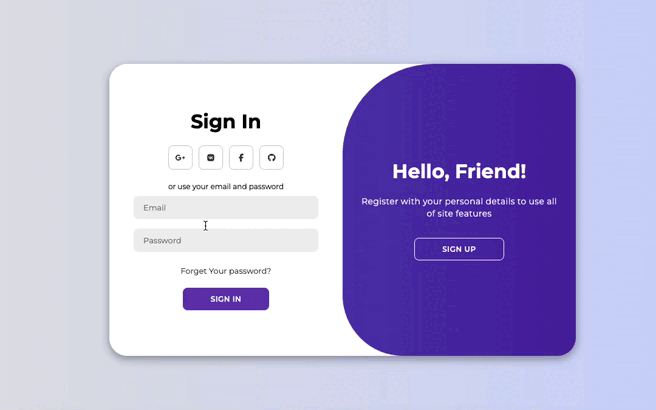 Sign In
G+
or use your email and password
Email
Password
Forget Your password?
SIGN IN
Hello, Friend!
Register with your personal details to use all
of site features
SIGN UP